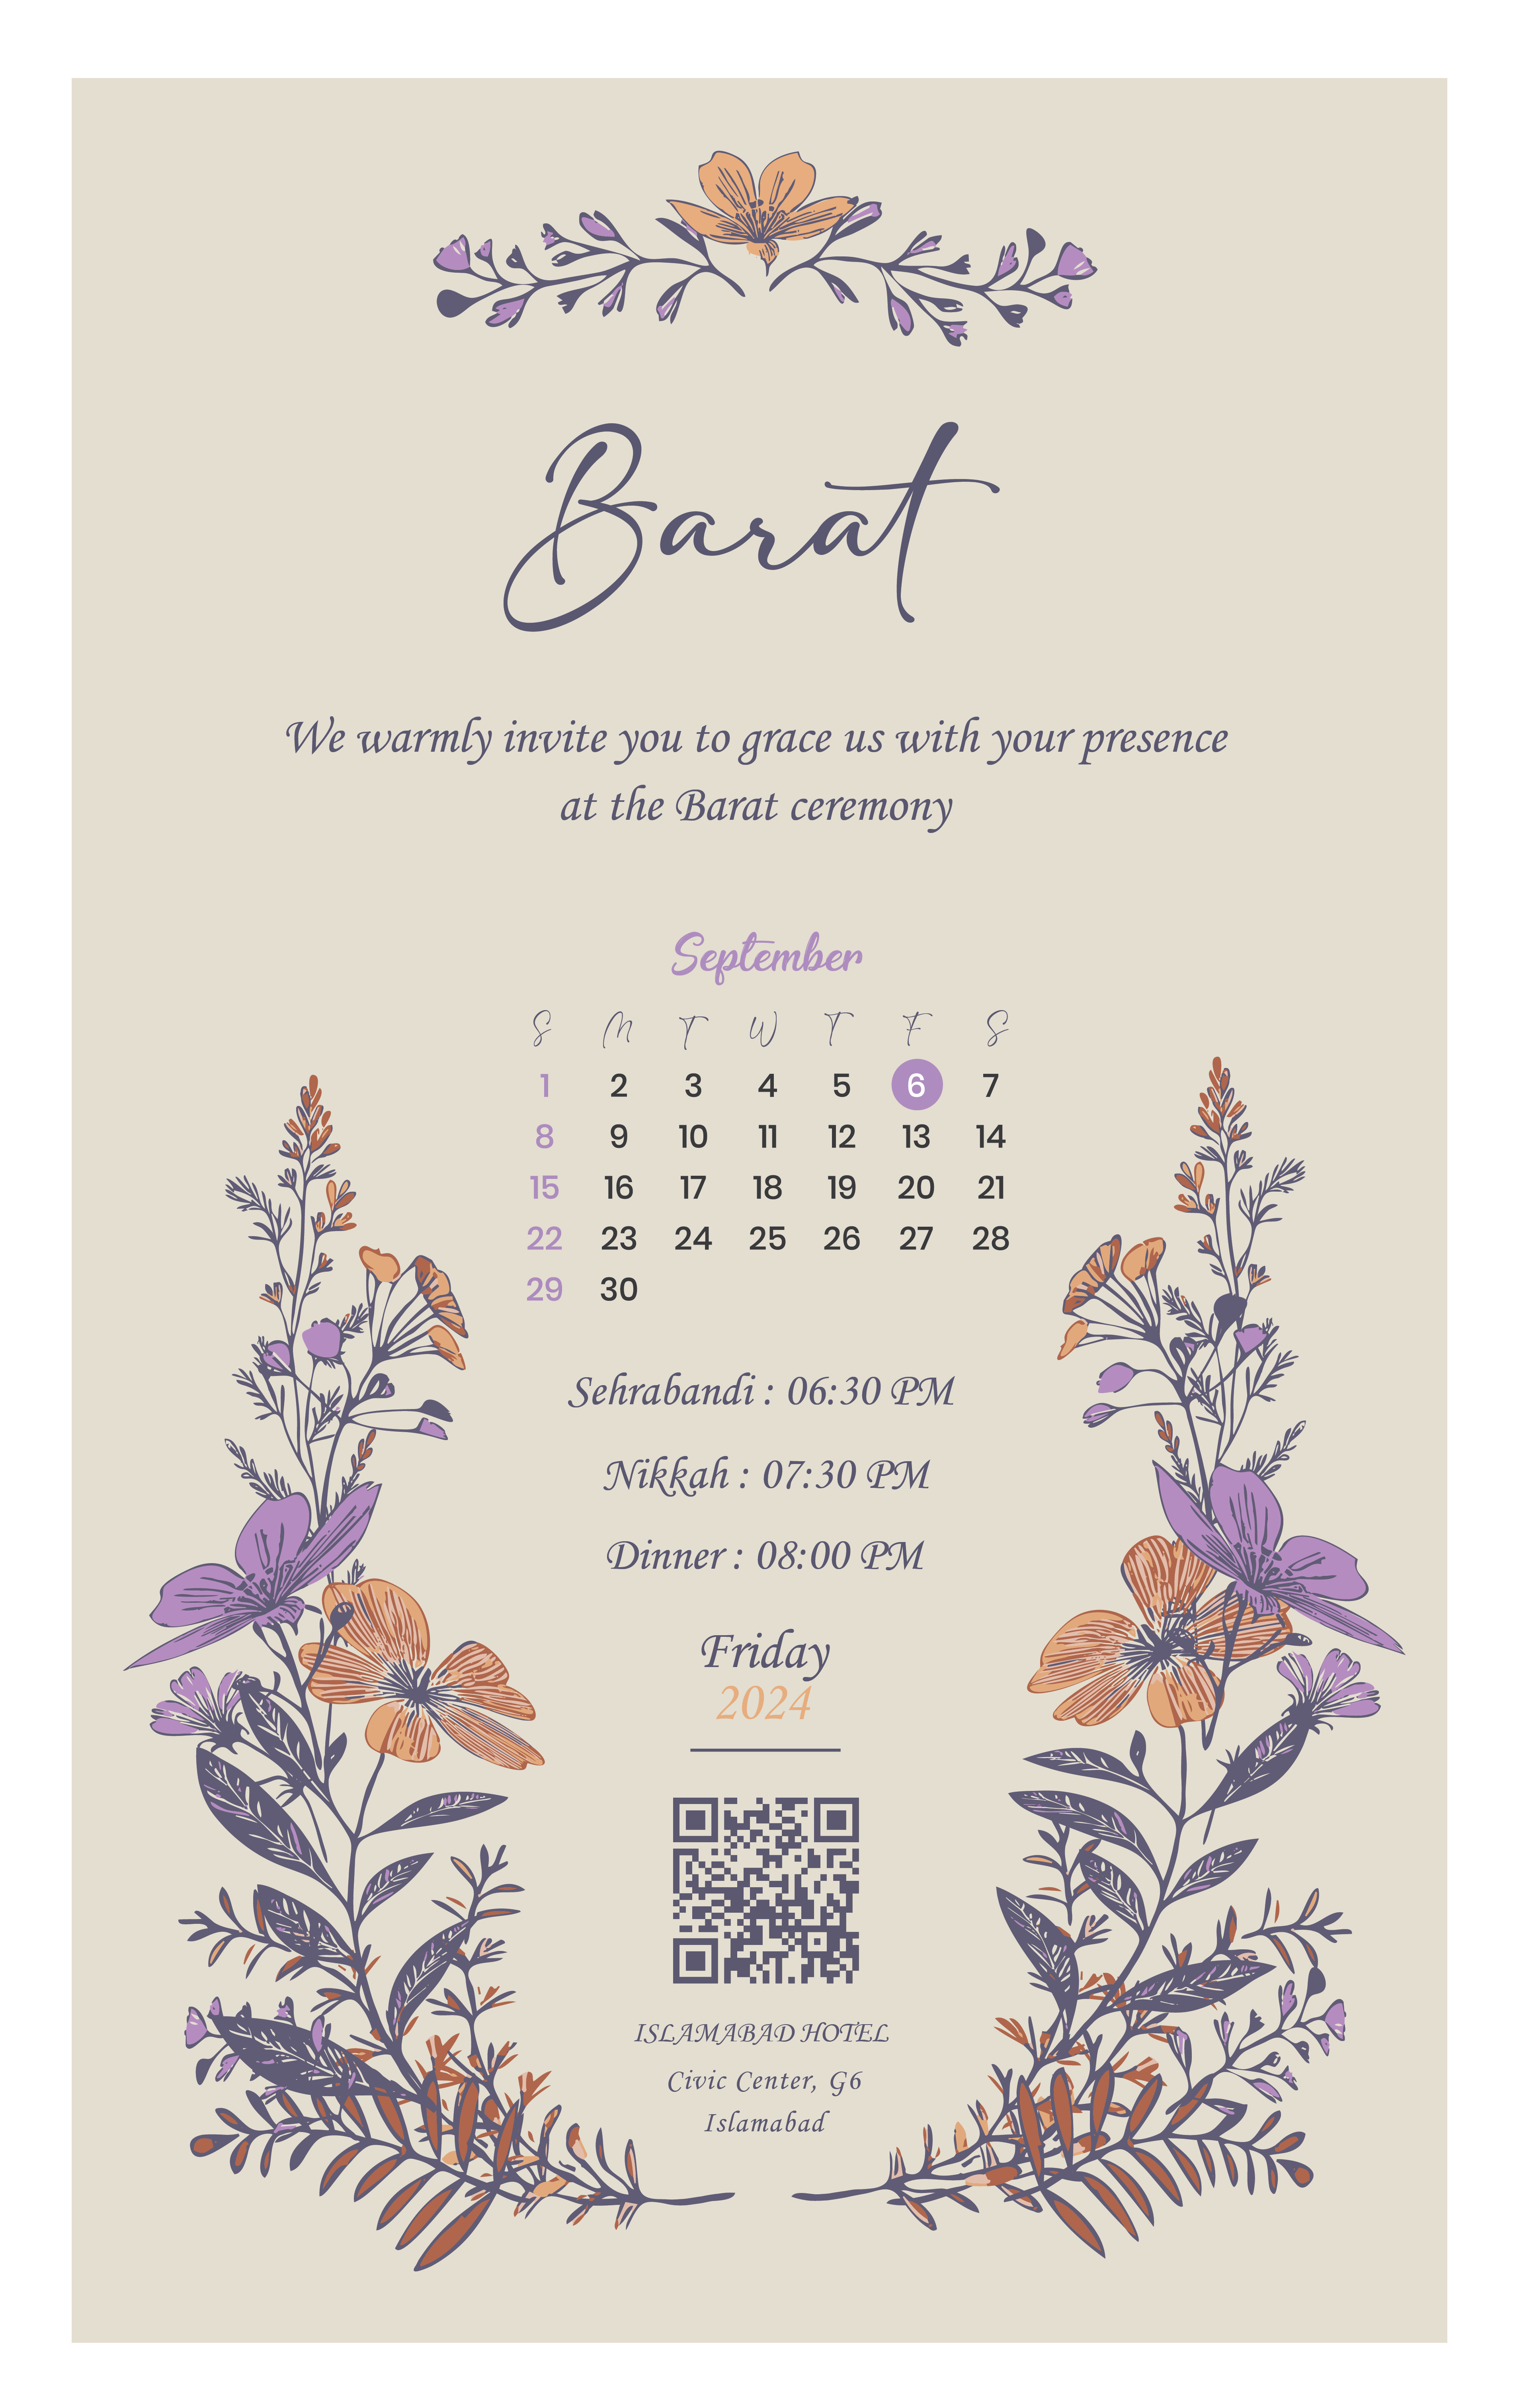 Barat
We warmly invite you to grace us with your presence
at the Barat ceremony
September
S M T W T F S
1 2 3 4 5 6 7
8 9 10 11 12 13 14
15 16 17 18 19 20 21
22 23 24 25 26 27 28
29 30
Sehrabandi : 06:30 PM
Nikkah : 07:30 PM
Dinner : 08:00 PM
Friday
2024
ISLAMABAD HOTEL
Civic Center, G6
Islamabad